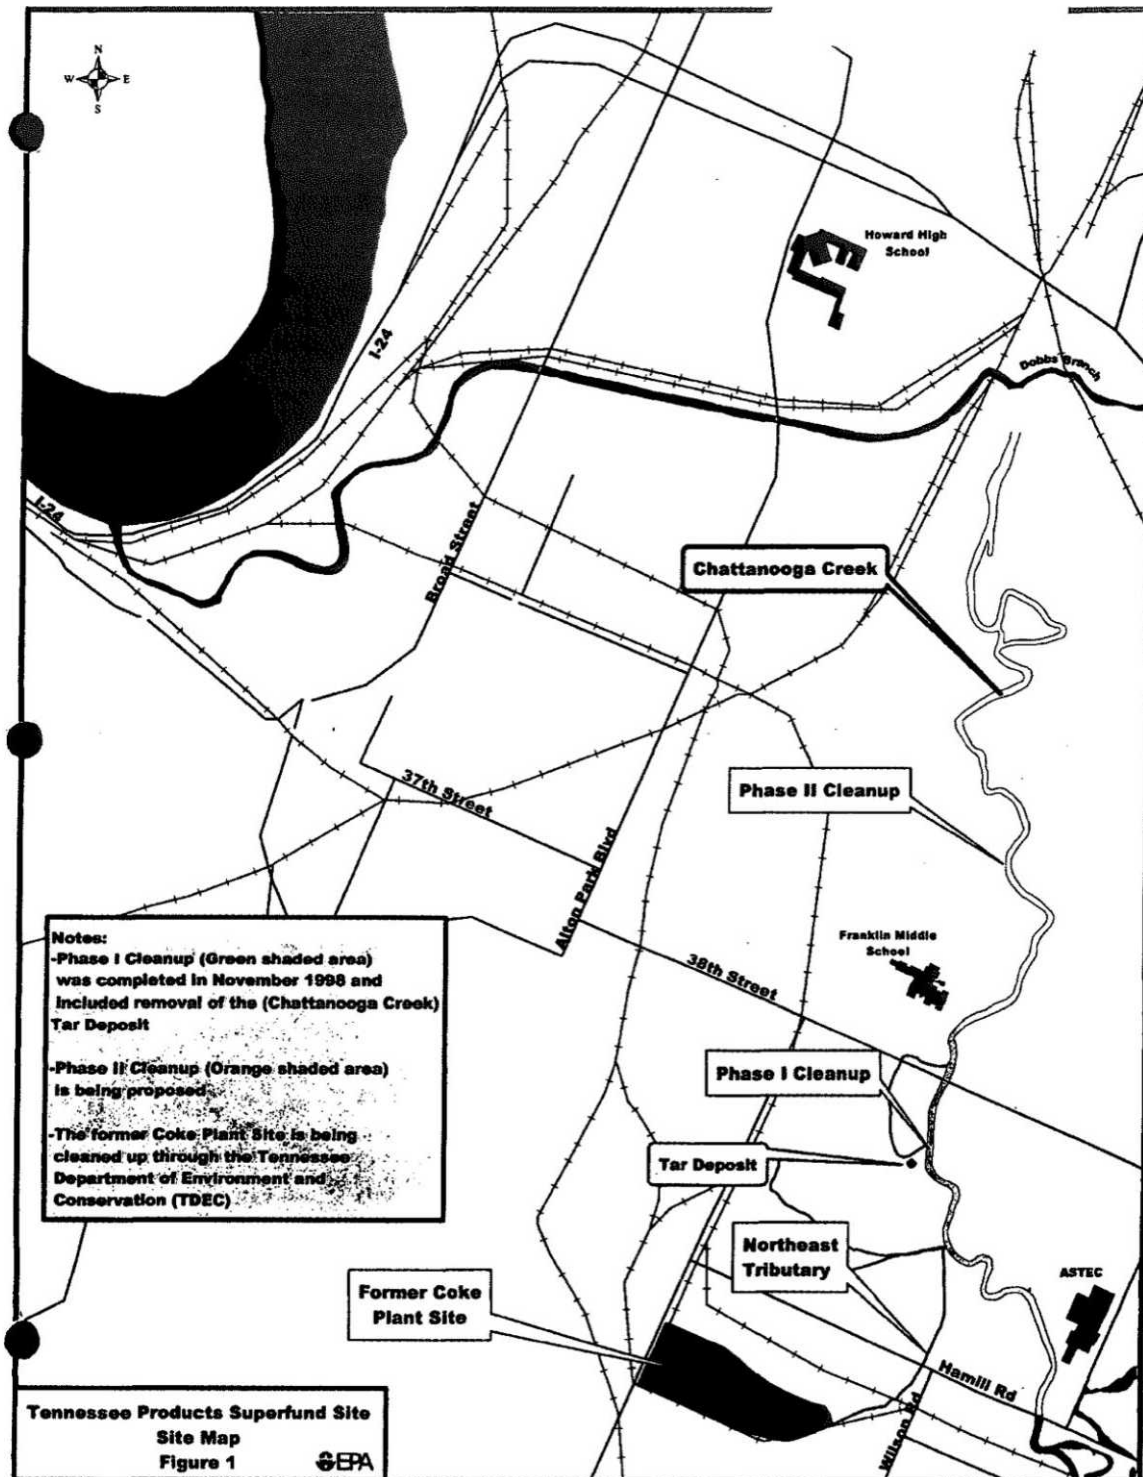 N
W E
S
Howard High
School
I-24
Dobbs Branch
I-24
Broad Street
Chattanooga Creek
Phase II Cleanup
37th Street
Alton Park Blvd
Franklin Middle
School
38th Street
Notes:
-Phase I Cleanup (Green shaded area)
was completed in November 1998 and
included removal of the (Chattanooga Creek)
Tar Deposit
-Phase II Cleanup (Orange shaded area)
is being proposed
-The former Coke Plant Site is being
cleaned up through the Tennessee
Department of Environment and
Conservation (TDEC)
Phase I Cleanup
Tar Deposit
Northeast
Tributary
ASTEC
Former Coke
Plant Site
Hamill Rd
Wilson Rd
Tennessee Products Superfund Site
Site Map
Figure 1
EPA